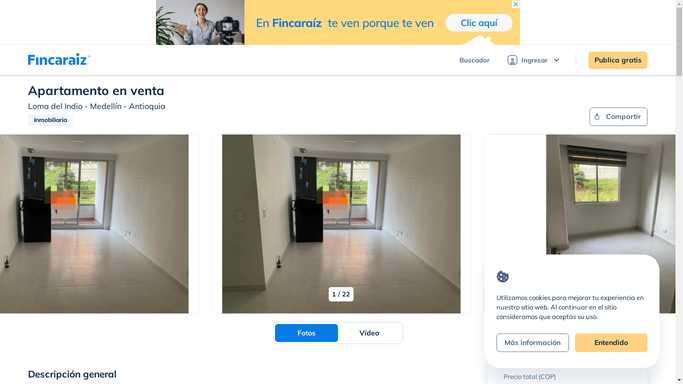 En Fincaraíz te ven porque te ven
Clic aquí
Fincaraiz
Buscador
Ingresar
Publica gratis
Apartamento en venta
Loma del Indio - Medellín - Antioquia
Inmobiliaria
Compartir
1 / 22
Fotos
Vídeo
Utilizamos cookies para mejorar tu experiencia en
nuestro sitio web. Al continuar en el sitio
consideramos que aceptas su uso.
Más información
Entendido
Descripción general
Precio total (COP)